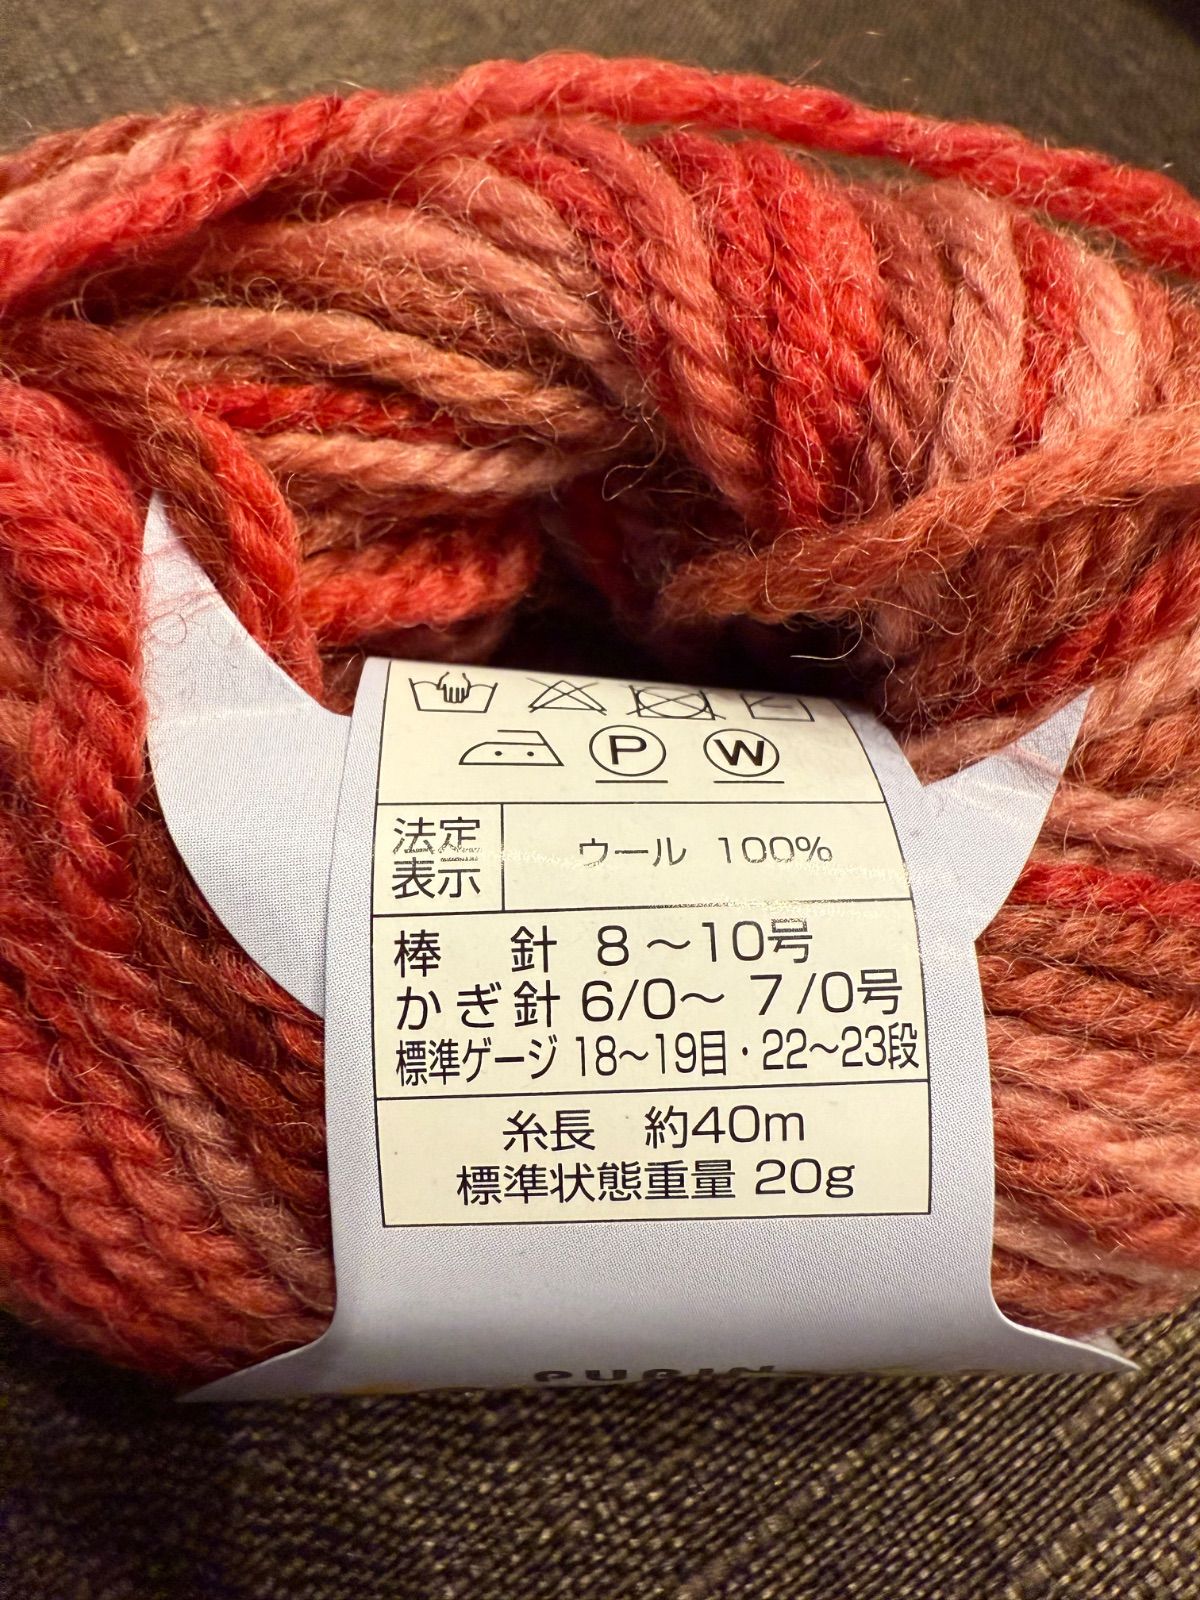 P W
法定
表示
ウール 100%
棒 針 8～10号
かぎ針 6/0～7/0号
標準ゲージ 18～19目・22～23段
糸長 約40m
標準状態重量 20g